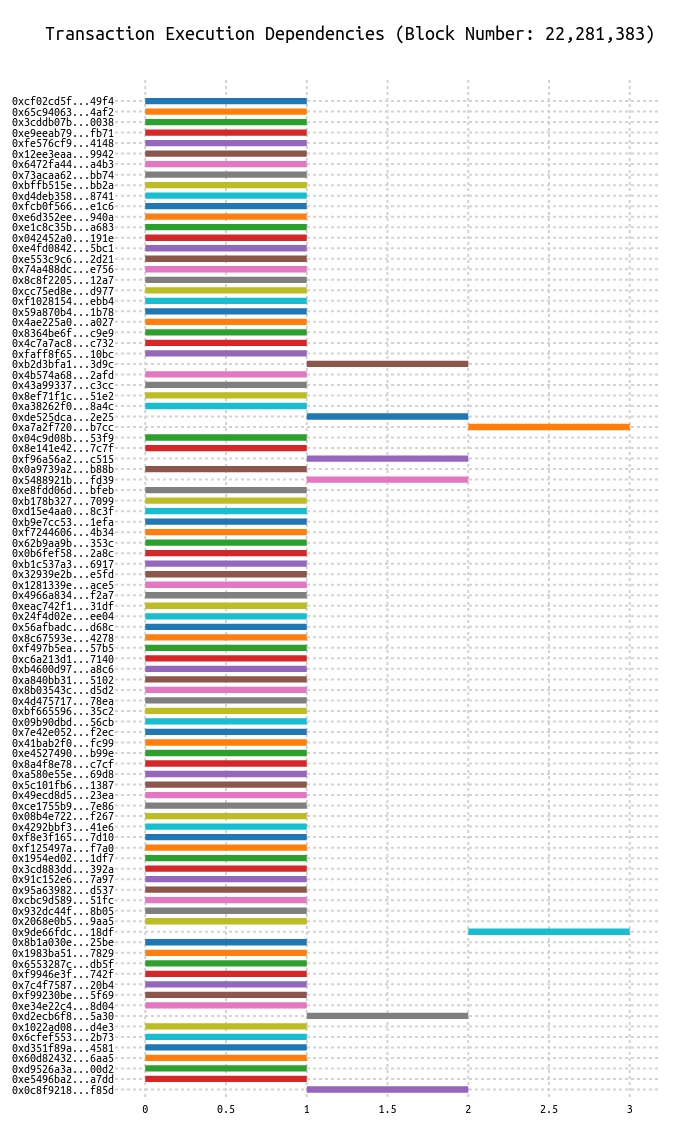 Transaction Execution Dependencies (Block Number: 22,281,383)
0xcf02cd5f...49f4
0x65c94063...4af2
0x3cddb07b...0038
0xe9eeab79...fb71
0xfe576cf9...4148
0x12ee3eaa...9942
0x6472fa44...a4b3
0x73acaa62...bb74
0xbffb515e...bb2a
0xd4deb358...8741
0xfcb0f566...e1c6
0xe6d352ee...940a
0xe1c8c35b...a683
0x042452a0...191e
0xe4fd0842...5bc1
0xe553c9c6...2d21
0x74a488dc...e756
0x8c8f2205...12a7
0xcc75ed8e...d977
0xf1028154...ebb4
0x59a870b4...1b78
0x4ae225a0...a027
0x8364be6f...c9e9
0x4c7a7ac8...c732
0xfaff8f65...10bc
0xb2d3bfa1...3d9c
0x4b574a68...2afd
0x43a99337...c3cc
0x8ef71f1c...51e2
0xa38262f0...8a4c
0xde525dca...2e25
0xa7a2f720...b7cc
0x04c9d08b...53f9
0x8e141e42...7c7f
0xf96a56a2...c515
0x0a9739a2...b88b
0x5488921b...fd39
0xe8fdd06d...bfeb
0xb178b327...7099
0xd15e4aa0...8c3f
0xb9e7cc53...1efa
0xf7244606...4b34
0x62b9aa9b...353c
0x0b6fef58...2a8c
0xb1c537a3...6917
0x32939e2b...e5fd
0x1281339e...ace5
0x4966a834...f2a7
0xeac742f1...31df
0x24f4d02e...ee04
0x56afbadc...d68c
0x8c67593e...4278
0xf497b5ea...57b5
0xc6a213d1...7140
0xb4600d97...a8c6
0xa840bb31...5102
0x8b03543c...d5d2
0x4d475717...78ea
0xbf665596...35c2
0x09b90dbd...56cb
0x7e42e052...f2ec
0x41bab2f0...fc99
0xe4527490...b99e
0x8a4f8e78...c7cf
0xa580e55e...69d8
0x5c101fb6...1387
0x49ecd8d5...23ea
0xce1755b9...7e86
0x08b4e722...f267
0x4292bbf3...41e6
0xf8e3f165...7d10
0xf125497a...f7a0
0x1954ed02...1df7
0x3cd883dd...392a
0x91c152e6...7a97
0x95a63982...d537
0xcbc9d589...51fc
0x932dc44f...8b05
0x2068e0b5...9aa5
0x9de66fdc...18df
0x8b1a030e...25be
0x1983ba51...7829
0x6553287c...db5f
0xf9946e3f...742f
0x7c4f7587...20b4
0xf99230be...5f69
0xe34e22c4...8d04
0xd2ecb6f8...5a30
0x1022ad08...d4e3
0x6cfef553...2b73
0xd351f89a...4581
0x60d82432...6aa5
0xd9526a3a...00d2
0xe5496ba2...a7dd
0x0c8f9218...f85d
0 0.5 1 1.5 2 2.5 3